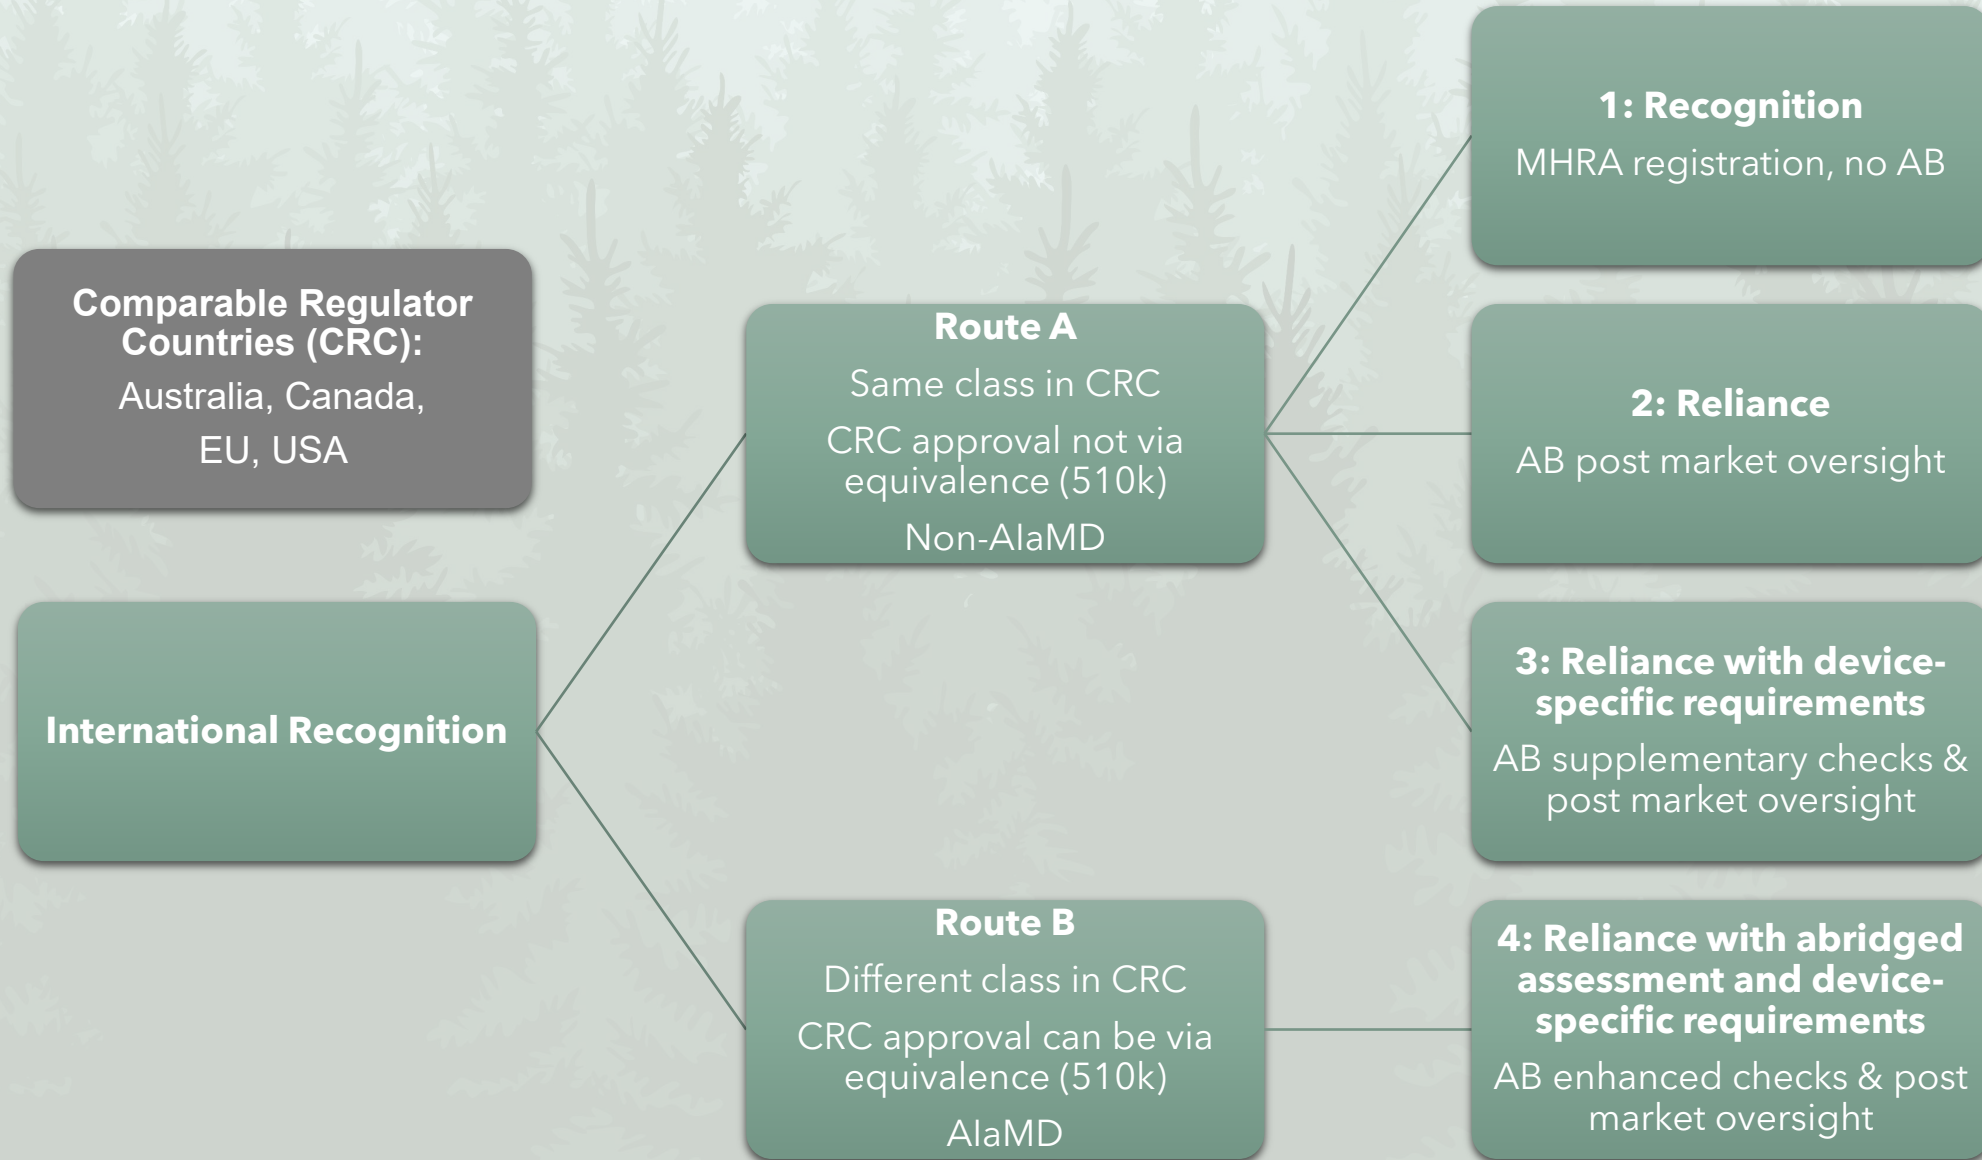 Comparable Regulator
Countries (CRC):
Australia, Canada,
EU, USA
International Recognition
Route A
Same class in CRC
CRC approval not via
equivalence (510k)
Non-AIaMD
Route B
Different class in CRC
CRC approval can be via
equivalence (510k)
AIaMD
1: Recognition
MHRA registration, no AB
2: Reliance
AB post market oversight
3: Reliance with device-
specific requirements
AB supplementary checks &
post market oversight
4: Reliance with abridged
assessment and device-
specific requirements
AB enhanced checks & post
market oversight